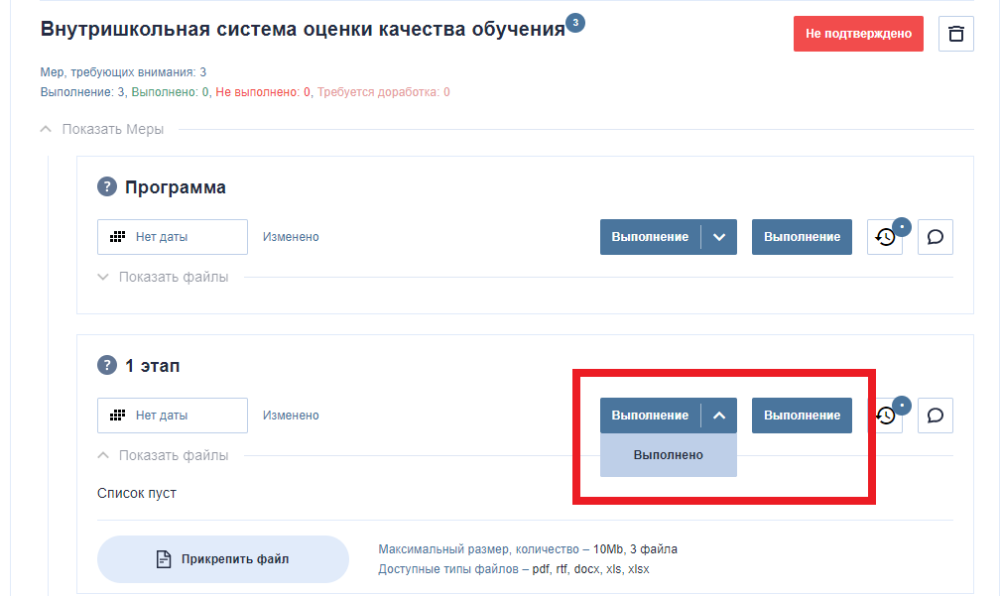 Внутришкольная система оценки качества обучения 3
Не подтверждено
Мер, требующих внимания: 3
Выполнение: 3, Выполнено: 0, Не выполнено: 0, Требуется доработка: 0
Показать Меры
? Программа
Нет даты Изменено Выполнение Выполнение
Показать файлы
? 1 этап
Нет даты Изменено Выполнение Выполнение
Выполнено
Показать файлы
Список пуст
Прикрепить файл
Максимальный размер, количество – 10Mb, 3 файла
Доступные типы файлов – pdf, rtf, docx, xls, xlsx